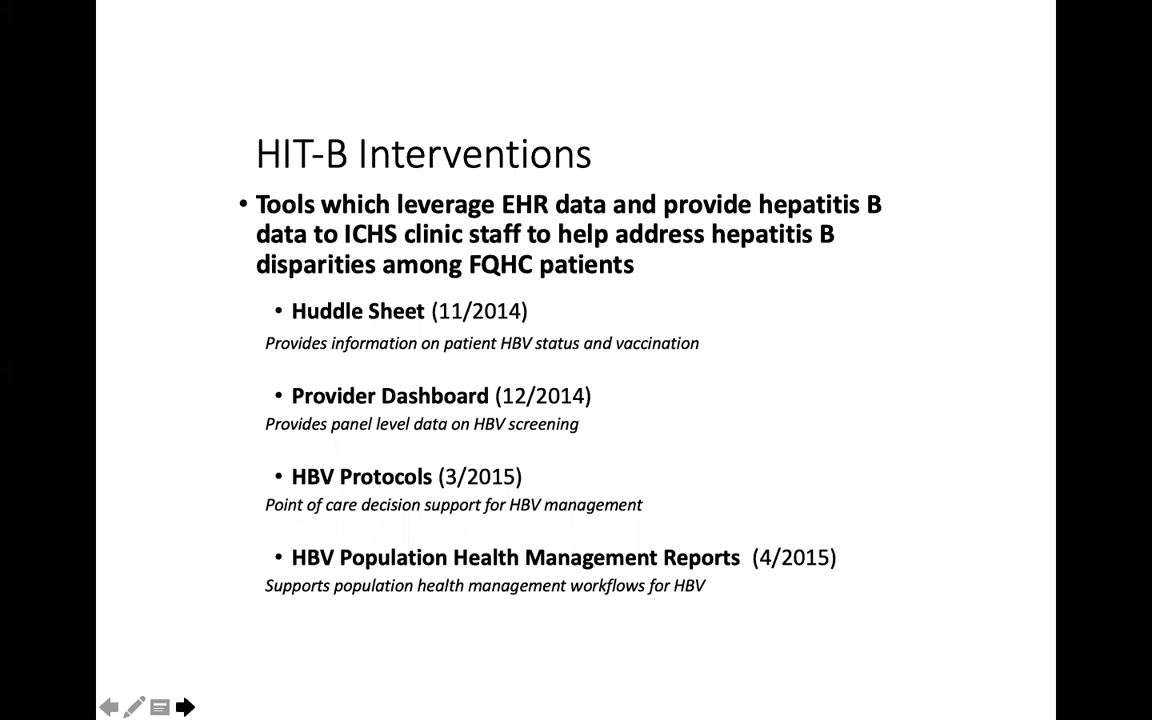 HIT-B Interventions
• Tools which leverage EHR data and provide hepatitis B
data to ICHS clinic staff to help address hepatitis B
disparities among FQHC patients
• Huddle Sheet (11/2014)
Provides information on patient HBV status and vaccination
• Provider Dashboard (12/2014)
Provides panel level data on HBV screening
• HBV Protocols (3/2015)
Point of care decision support for HBV management
• HBV Population Health Management Reports (4/2015)
Supports population health management workflows for HBV